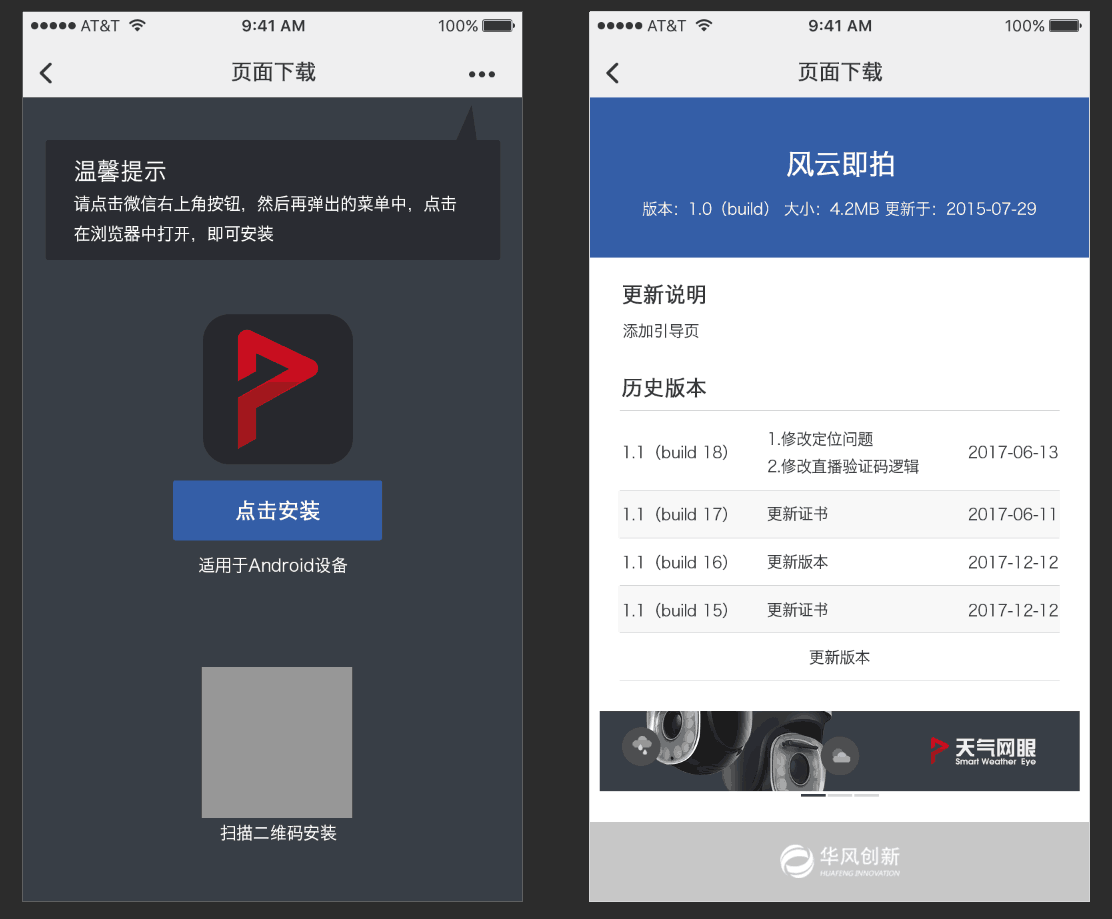 AT&T 9:41 AM 100%
页面下载
温馨提示
请点击微信右上角按钮，然后再弹出的菜单中，点击
在浏览器中打开，即可安装
点击安装
适用于Android设备
扫描二维码安装
AT&T 9:41 AM 100%
页面下载
风云即拍
版本：1.0（build） 大小：4.2MB 更新于：2015-07-29
更新说明
添加引导页
历史版本
1.1（build 18） 1.修改定位问题 2017-06-13
2.修改直播验证码逻辑
1.1（build 17） 更新证书 2017-06-11
1.1（build 16） 更新版本 2017-12-12
1.1（build 15） 更新证书 2017-12-12
更新版本
天气网眼
Smart Weather Eye
华风创新
HUAFENG INNOVATION